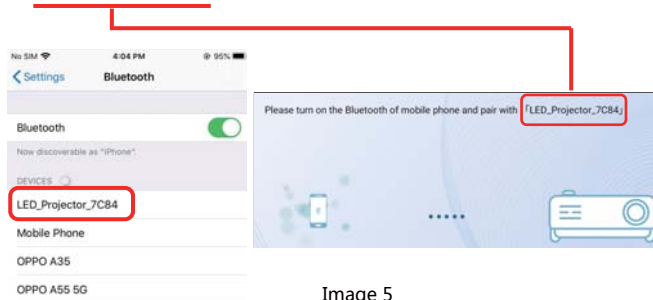 No SIM 4:04 PM 95%
Settings Bluetooth
Bluetooth
Now discoverable as "iPhone".
DEVICES
LED_Projector_7C84
Mobile Phone
OPPO A35
OPPO A55 5G
Please turn on the Bluetooth of mobile phone and pair with「LED_Projector_7C84」
Image 5